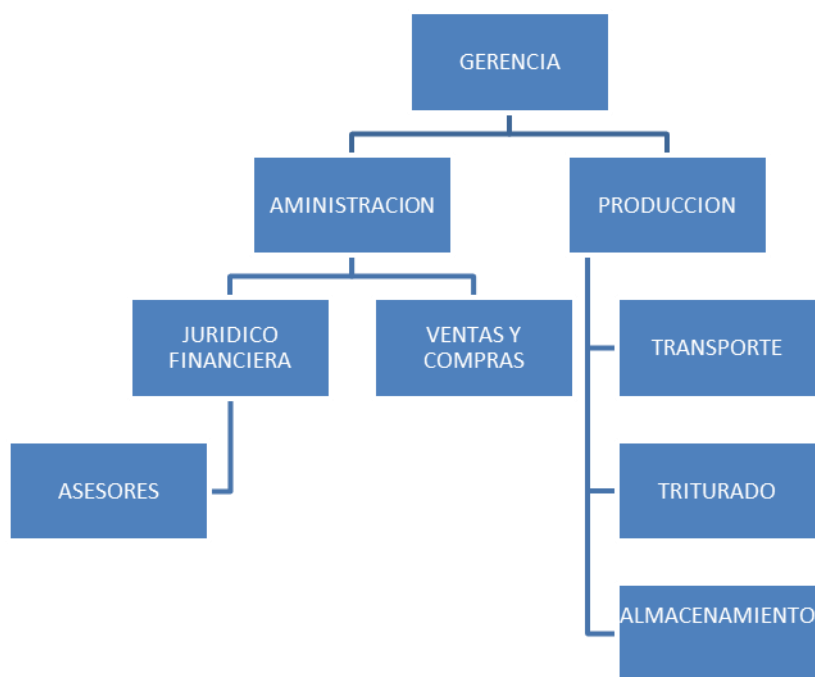 GERENCIA
AMINISTRACION
PRODUCCION
JURIDICO
FINANCIERA
VENTAS Y
COMPRAS
TRANSPORTE
ASESORES
TRITURADO
ALMACENAMIENTO